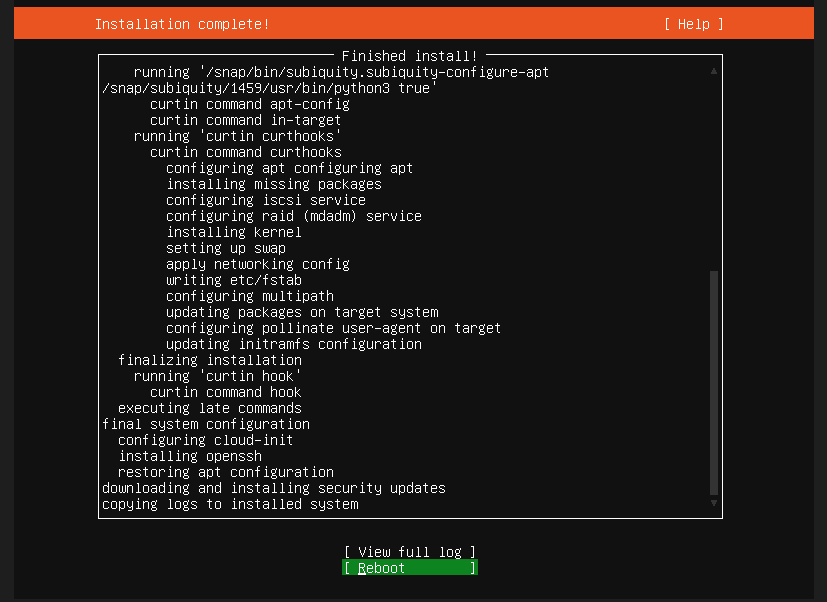 Installation complete! [ Help ]
Finished install!
running '/snap/bin/subiquity.subiquity-configure-apt
/snap/subiquity/1459/usr/bin/python3 true'
curtin command apt-config
curtin command in-target
running 'curtin curthooks'
curtin command curthooks
configuring apt configuring apt
installing missing packages
configuring iscsi service
configuring raid (mdadm) service
installing kernel
setting up swap
apply networking config
writing etc/fstab
configuring multipath
updating packages on target system
configuring pollinate user-agent on target
updating initramfs configuration
finalizing installation
running 'curtin hook'
curtin command hook
executing late commands
final system configuration
configuring cloud-init
installing openssh
restoring apt configuration
downloading and installing security updates
copying logs to installed system
[ View full log ]
[ Reboot ]